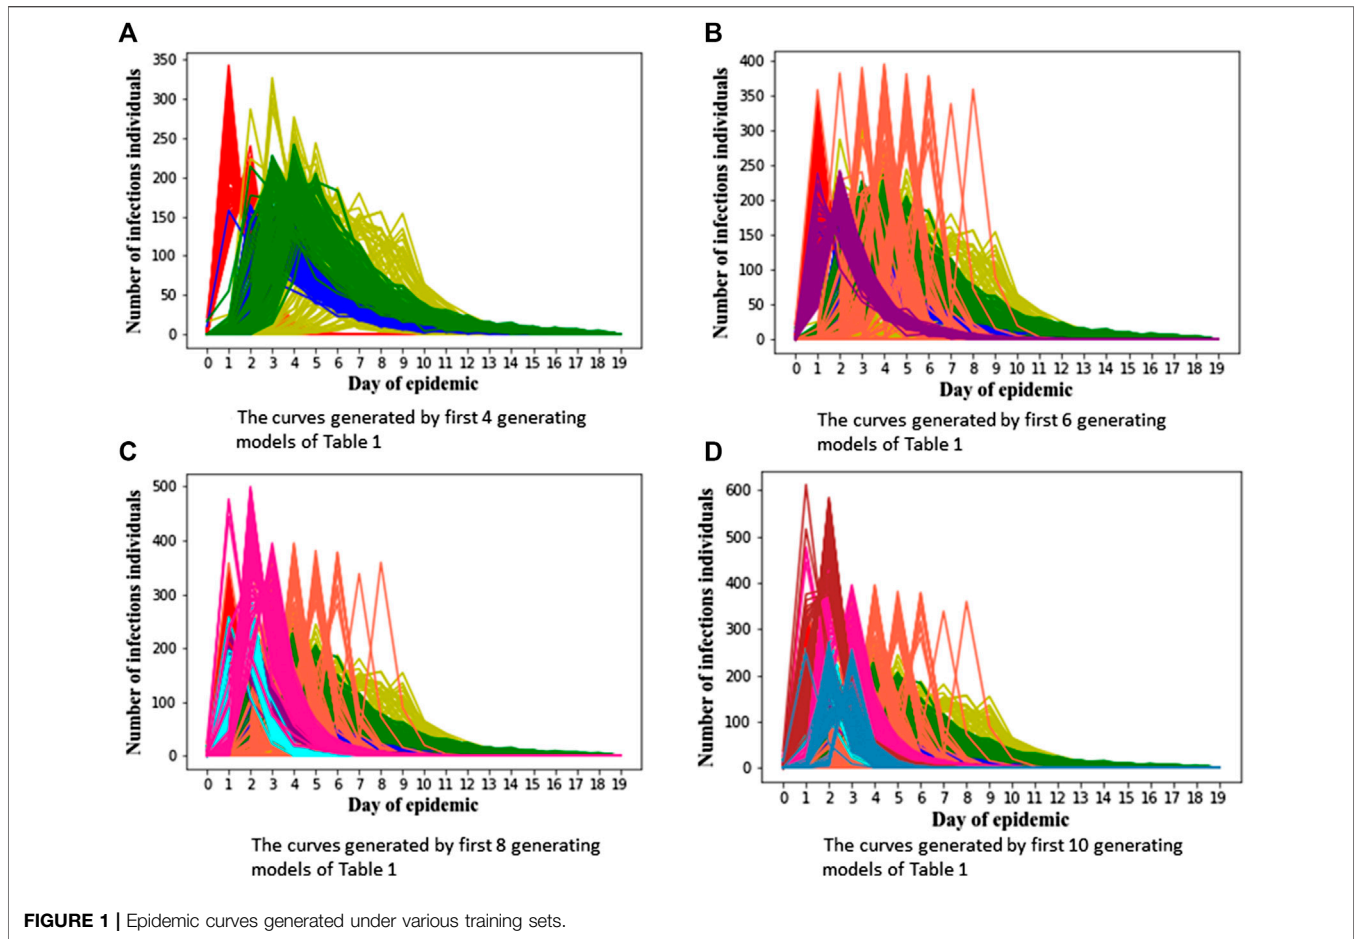 A
Number of infections individuals
350
300
250
200
150
100
50
0
0 1 2 3 4 5 6 7 8 9 10 11 12 13 14 15 16 17 18 19
Day of epidemic
The curves generated by first 4 generating
models of Table 1
B
Number of infections individuals
400
350
300
250
200
150
100
50
0
0 1 2 3 4 5 6 7 8 9 10 11 12 13 14 15 16 17 18 19
Day of epidemic
The curves generated by first 6 generating
models of Table 1
C
Number of infections individuals
500
400
300
200
100
0
0 1 2 3 4 5 6 7 8 9 10 11 12 13 14 15 16 17 18 19
Day of epidemic
The curves generated by first 8 generating
models of Table 1
D
Number of infections individuals
600
500
400
300
200
100
0
0 1 2 3 4 5 6 7 8 9 10 11 12 13 14 15 16 17 18 19
Day of epidemic
The curves generated by first 10 generating
models of Table 1
FIGURE 1 | Epidemic curves generated under various training sets.